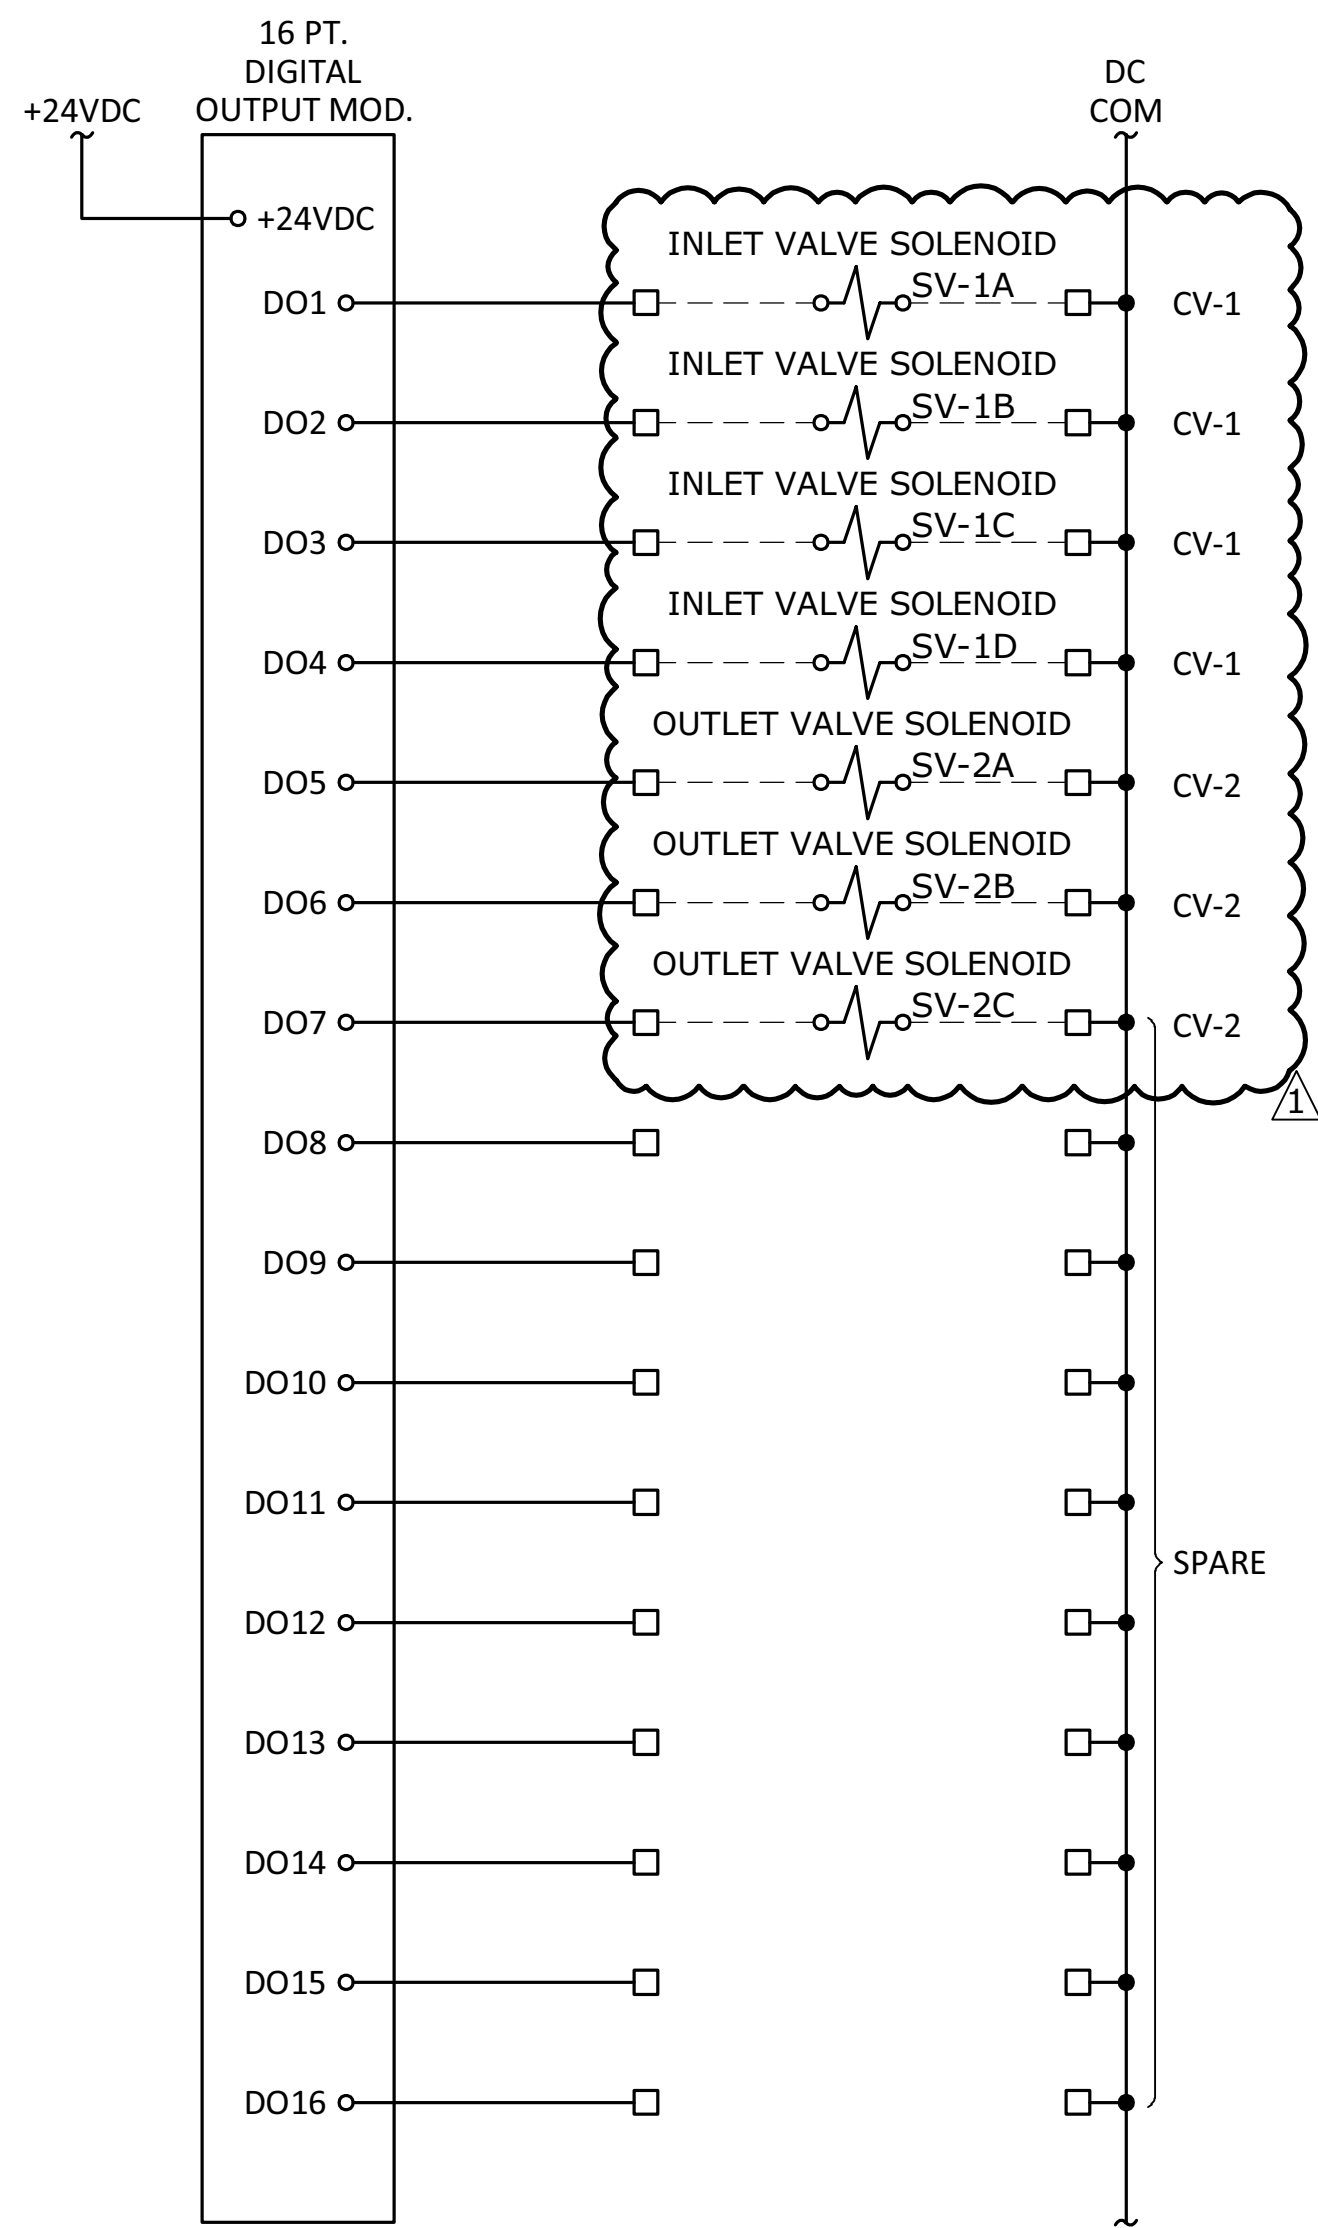 16 PT.
DIGITAL
OUTPUT MOD.
+24VDC
DC
COM
+24VDC
INLET VALVE SOLENOID
DO1 SV-1A CV-1
INLET VALVE SOLENOID
DO2 SV-1B CV-1
INLET VALVE SOLENOID
DO3 SV-1C CV-1
INLET VALVE SOLENOID
DO4 SV-1D CV-1
OUTLET VALVE SOLENOID
DO5 SV-2A CV-2
OUTLET VALVE SOLENOID
DO6 SV-2B CV-2
OUTLET VALVE SOLENOID
DO7 SV-2C CV-2
1
DO8
DO9
DO10
DO11
SPARE
DO12
DO13
DO14
DO15
DO16